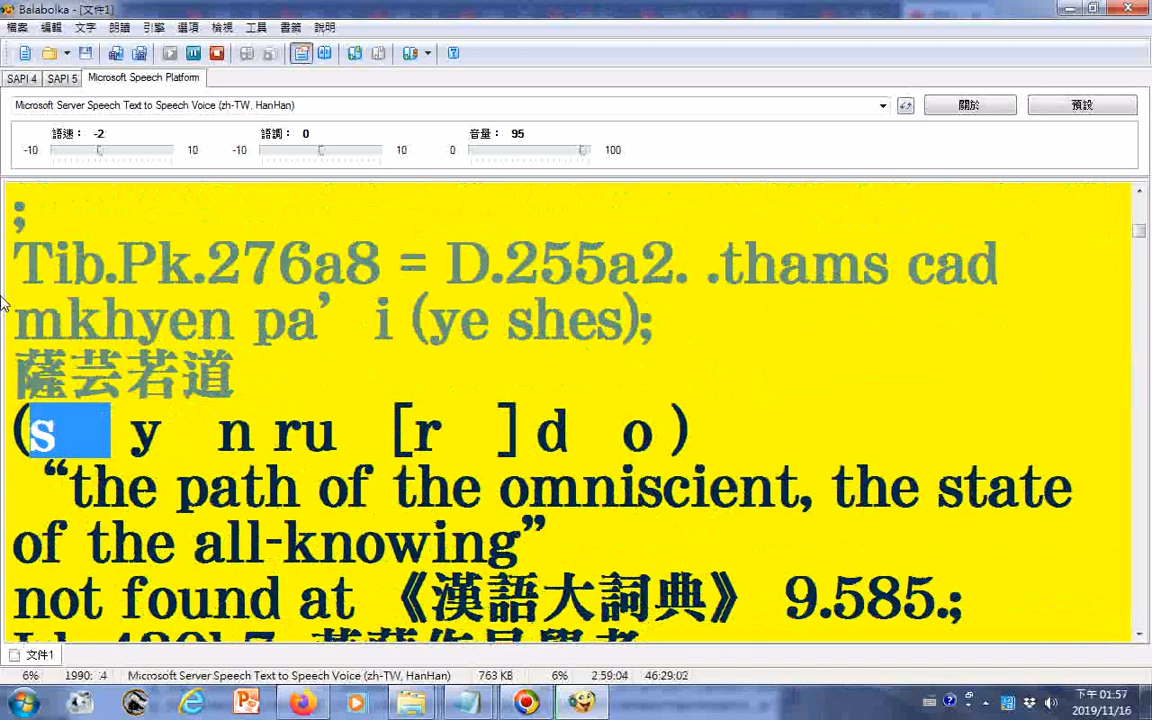 Balabolka - [文件1]
檔案 編輯 文字 朗讀 引擎 選項 檢視 工具 書籤 說明
SAPI 4 SAPI 5 Microsoft Speech Platform
Microsoft Server Speech Text to Speech Voice (zh-TW, HanHan) 關於 預設
語速： -2 語調： 0 音量： 95
-10 10 -10 10 0 100
;
Tib.Pk.276a8 = D.255a2. .thams cad
mkhyen pa’ i (ye shes);
薩芸若道
(s y n ru [r ] d o )
“the path of the omniscient, the state
of the all-knowing”
not found at 《漢語大詞典》 9.585.;
文件1
6% 1990: :4 Microsoft Server Speech Text to Speech Voice (zh-TW, HanHan) 763 KB 6% 2:59:04 46:29:02
下午 01:57
2019/11/16